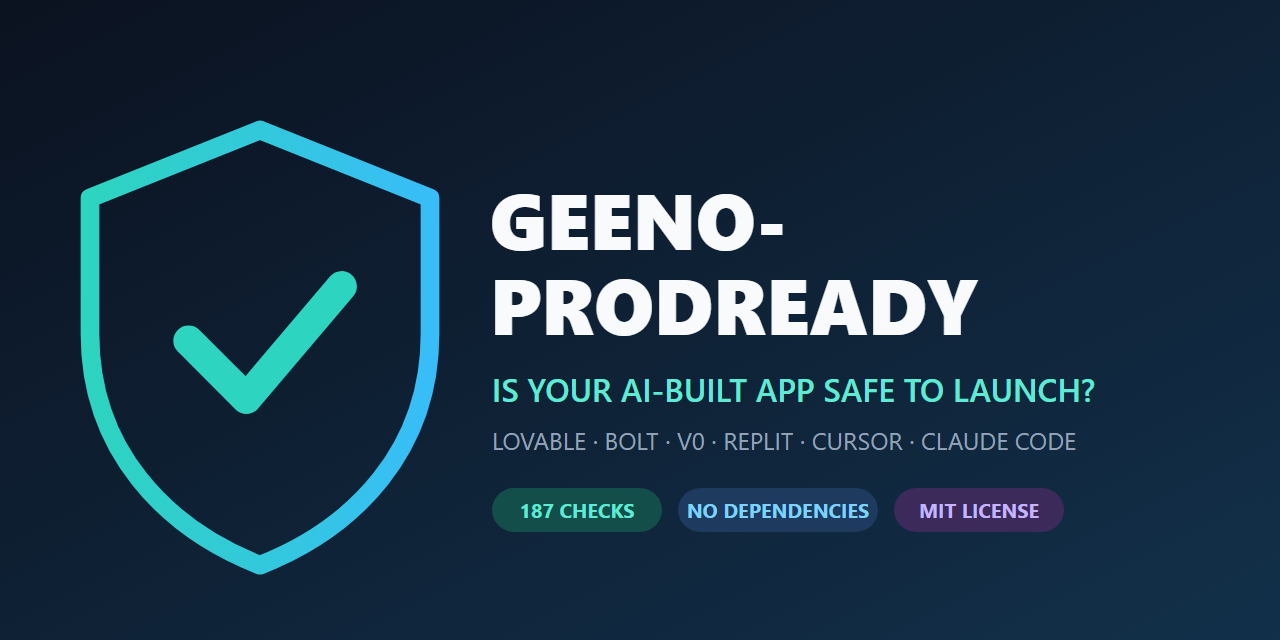 GEENO-
PRODREADY
IS YOUR AI-BUILT APP SAFE TO LAUNCH?
LOVABLE · BOLT · V0 · REPLIT · CURSOR · CLAUDE CODE
187 CHECKS NO DEPENDENCIES MIT LICENSE